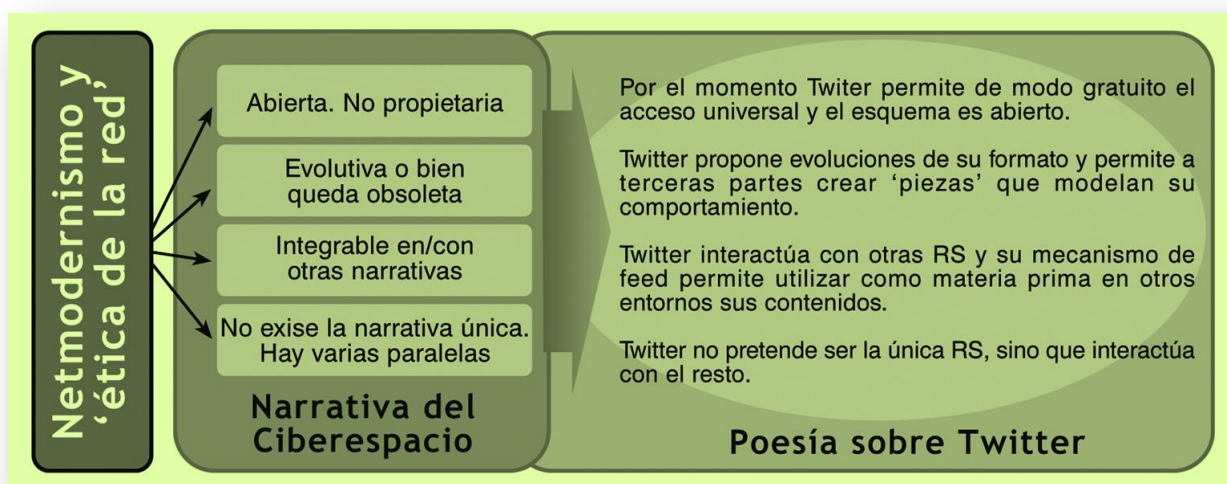 Netmodernismo y
‘ética de la red’
Abierta. No propietaria
Evolutiva o bien
queda obsoleta
Integrable en/con
otras narrativas
No exise la narrativa única.
Hay varias paralelas
Narrativa del
Ciberespacio
Por el momento Twiter permite de modo gratuito el
acceso universal y el esquema es abierto.
Twitter propone evoluciones de su formato y permite a
terceras partes crear ‘piezas’ que modelan su
comportamiento.
Twitter interactúa con otras RS y su mecanismo de
feed permite utilizar como materia prima en otros
entornos sus contenidos.
Twitter no pretende ser la única RS, sino que interactúa
con el resto.
Poesía sobre Twitter